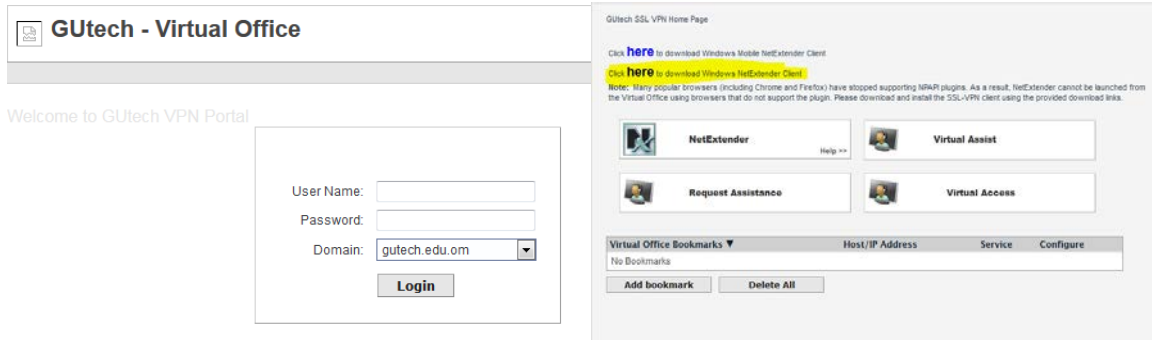 GUtech - Virtual Office
Welcome to GUtech VPN Portal
User Name:
Password:
Domain: gutech.edu.om
Login
GUtech SSL VPN Home Page
Click here to download Windows Mobile NetExtender Client
Click here to download Windows NetExtender Client
Note: Many popular browsers (including Chrome and Firefox) have stopped supporting NPAPI plugins. As a result, NetExtender cannot be launched from
the Virtual Office using browsers that do not support the plugin. Please download and install the SSL-VPN client using the provided download links.
NetExtender
Help >>
Virtual Assist
Request Assistance
Virtual Access
Virtual Office Bookmarks ▼ Host/IP Address Service Configure
No Bookmarks
Add bookmark Delete All